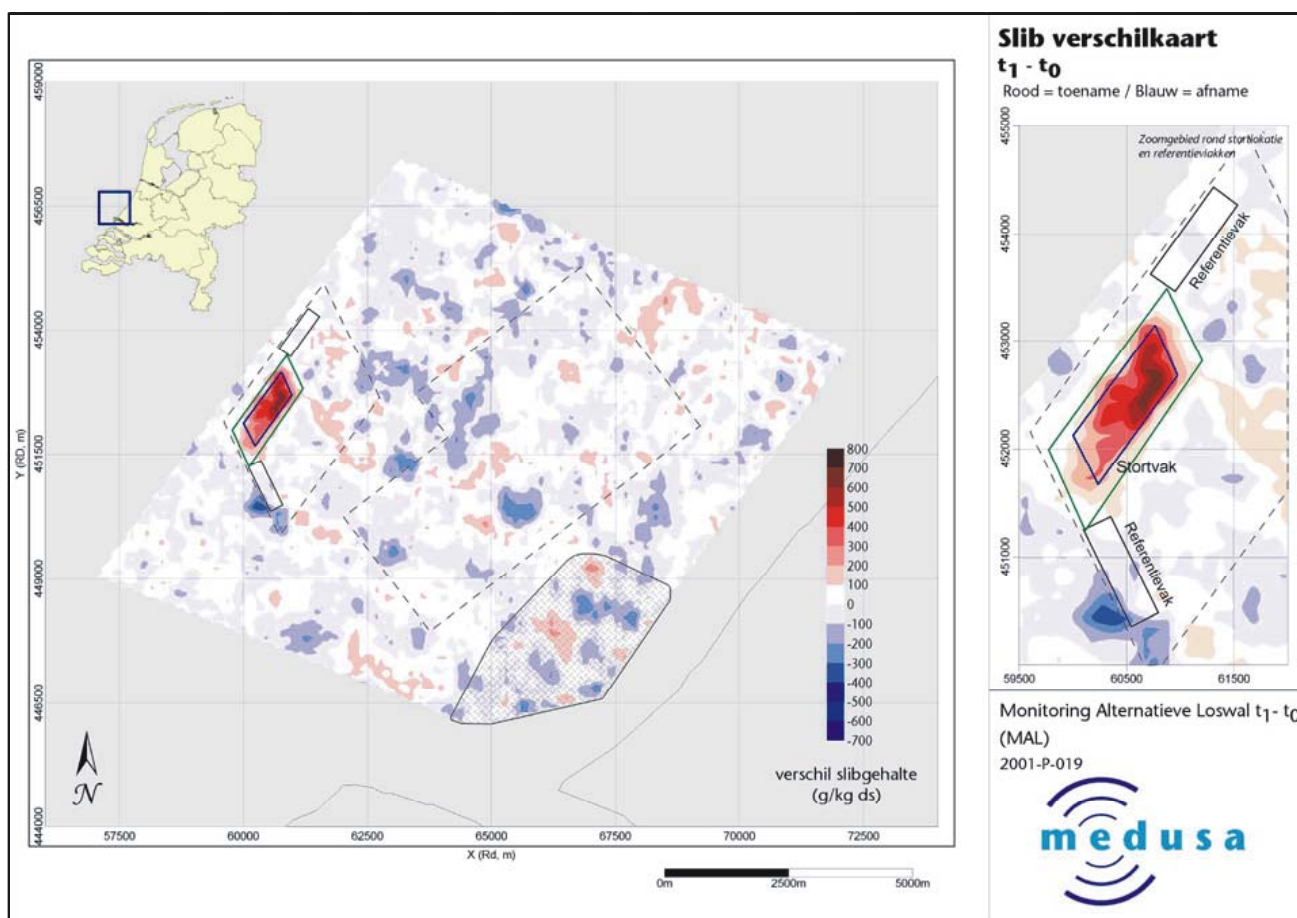 Slib verschilkaart
t1 - t0
Rood = toename / Blauw = afname
459000
456500
454000
451500
449000
446500
444000
Y (RD, m)
57500
60000
62500
65000
67500
70000
72500
X (Rd, m)
N
800
700
600
500
400
300
200
100
0
-100
-200
-300
-400
-500
-600
-700
verschil slibgehalte
(g/kg ds)
0m
2500m
5000m
Zoomgebied rond stortlokatie
en referentievlakken
455000
454000
453000
452000
451000
Referentievak
Stortvak
Referentievak
59500
60500
61500
Monitoring Alternatieve Loswal t1- t0
(MAL)
2001-P-019
medusa